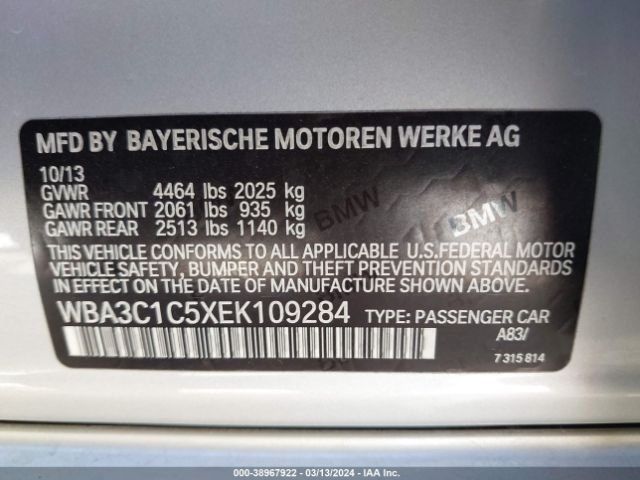 MFD BY BAYERISCHE MOTOREN WERKE AG
10/13
GVWR 4464 lbs 2025 kg
GAWR FRONT 2061 lbs 935 kg
GAWR REAR 2513 lbs 1140 kg
BMW BMW BMW
THIS VEHICLE CONFORMS TO ALL APPLICABLE U.S.FEDERAL MOTOR
VEHICLE SAFETY, BUMPER AND THEFT PREVENTION STANDARDS
IN EFFECT ON THE DATE OF MANUFACTURE SHOWN ABOVE.
WBA3C1C5XEK109284 TYPE: PASSENGER CAR
A83/
7 315 814
000-38967922 - 03/13/2024 - IAA Inc.